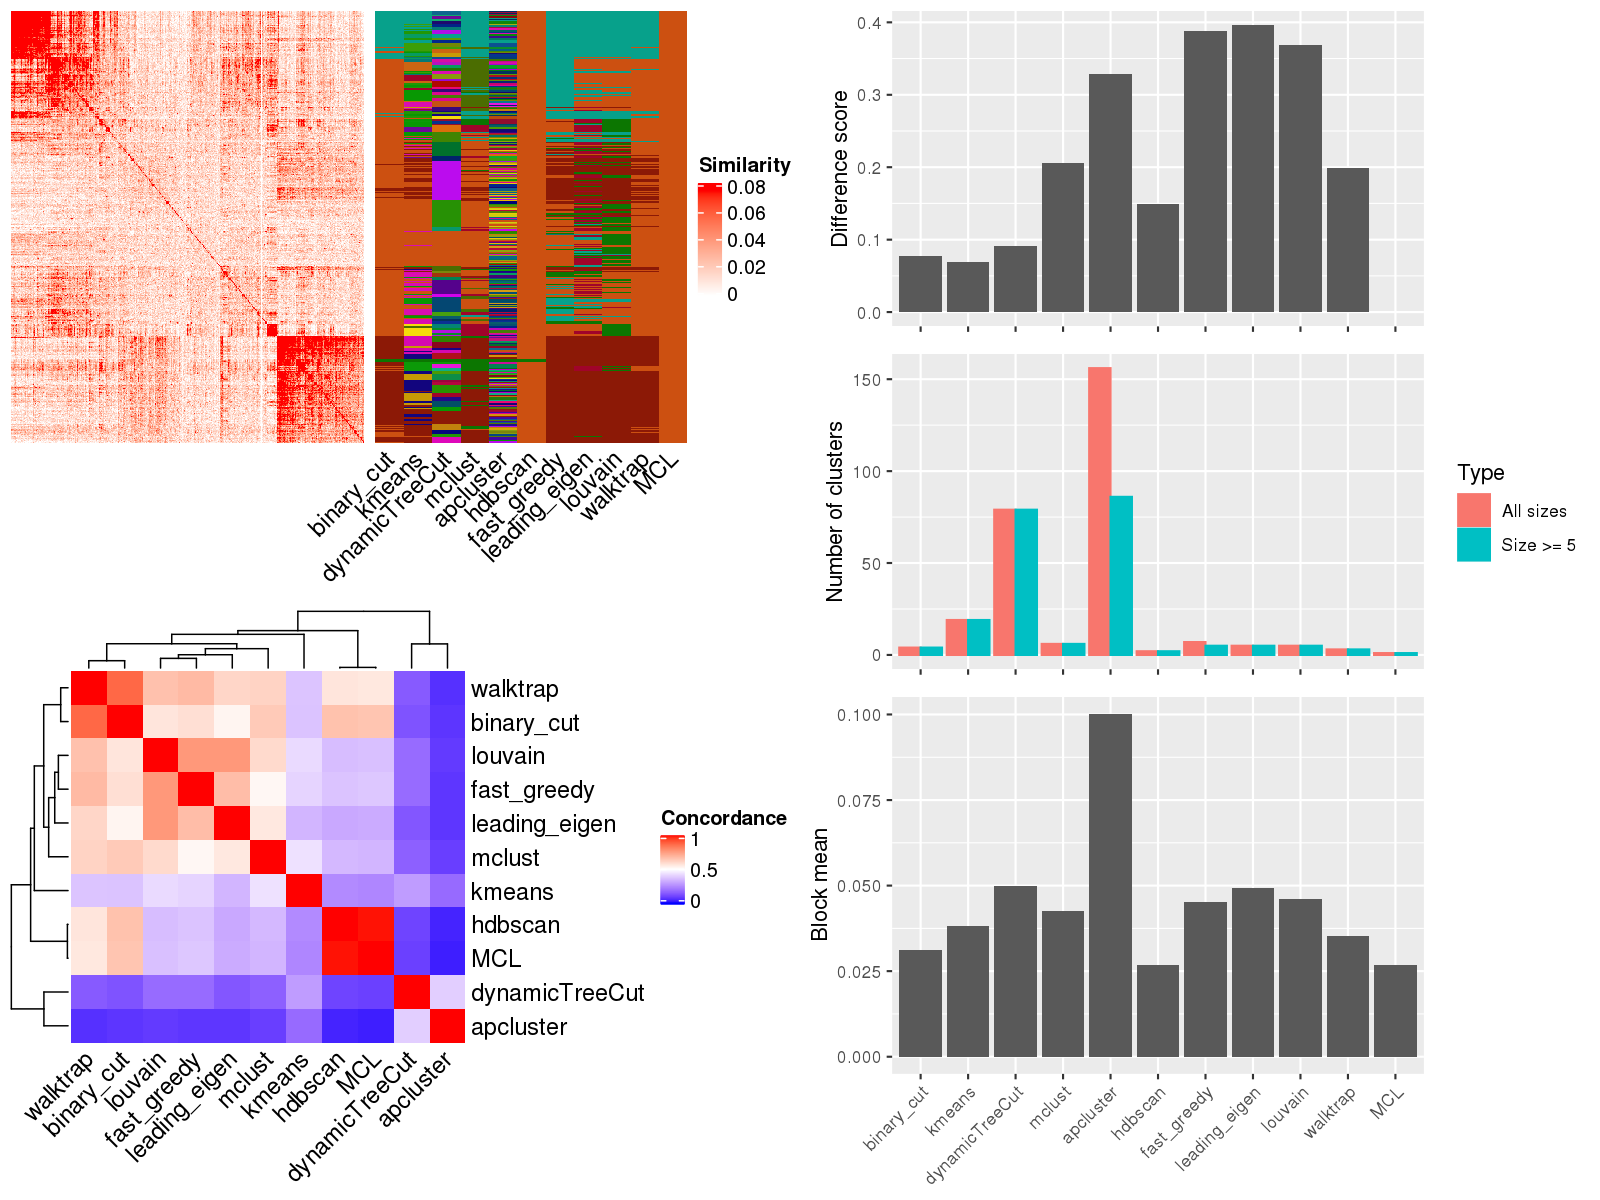 Similarity
0.08
0.06
0.04
0.02
0
binary_cut
kmeans
dynamicTreeCut
mclust
apcluster
hdbscan
fast_greedy
leading_eigen
louvain
walktrap
MCL
walktrap
binary_cut
louvain
fast_greedy
leading_eigen
mclust
kmeans
hdbscan
MCL
dynamicTreeCut
apcluster
Concordance
1
0.5
0
walktrap
binary_cut
louvain
fast_greedy
leading_eigen
mclust
kmeans
hdbscan
MCL
dynamicTreeCut
apcluster
Difference score
0.4
0.3
0.2
0.1
0.0
Number of clusters
150
100
50
0
Type
All sizes
Size >= 5
Block mean
0.100
0.075
0.050
0.025
0.000
binary_cut
kmeans
dynamicTreeCut
mclust
apcluster
hdbscan
fast_greedy
leading_eigen
louvain
walktrap
MCL